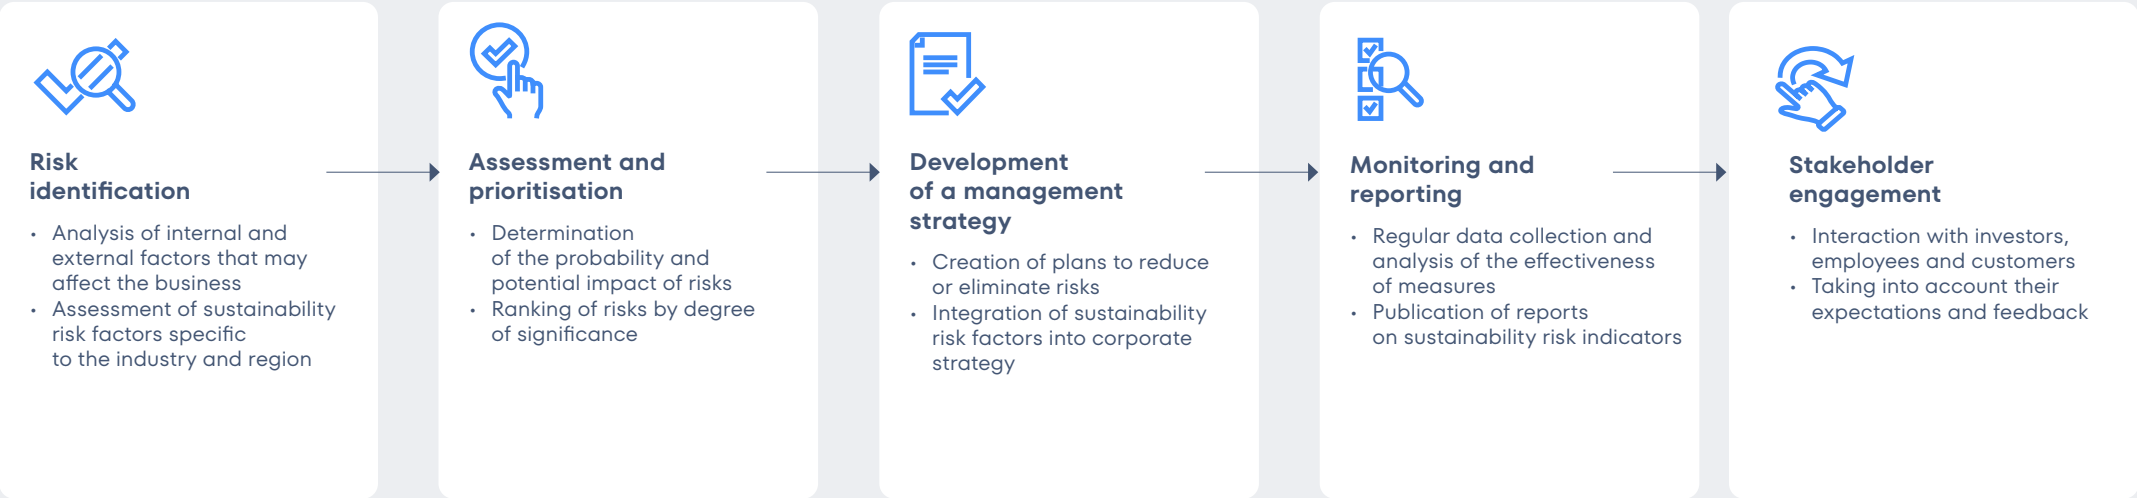 Risk
identification
• Analysis of internal and
external factors that may
affect the business
• Assessment of sustainability
risk factors specific
to the industry and region
Assessment and
prioritisation
• Determination
of the probability and
potential impact of risks
• Ranking of risks by degree
of significance
Development
of a management
strategy
• Creation of plans to reduce
or eliminate risks
• Integration of sustainability
risk factors into corporate
strategy
Monitoring and
reporting
• Regular data collection and
analysis of the effectiveness
of measures
• Publication of reports
on sustainability risk indicators
Stakeholder
engagement
• Interaction with investors,
employees and customers
• Taking into account their
expectations and feedback